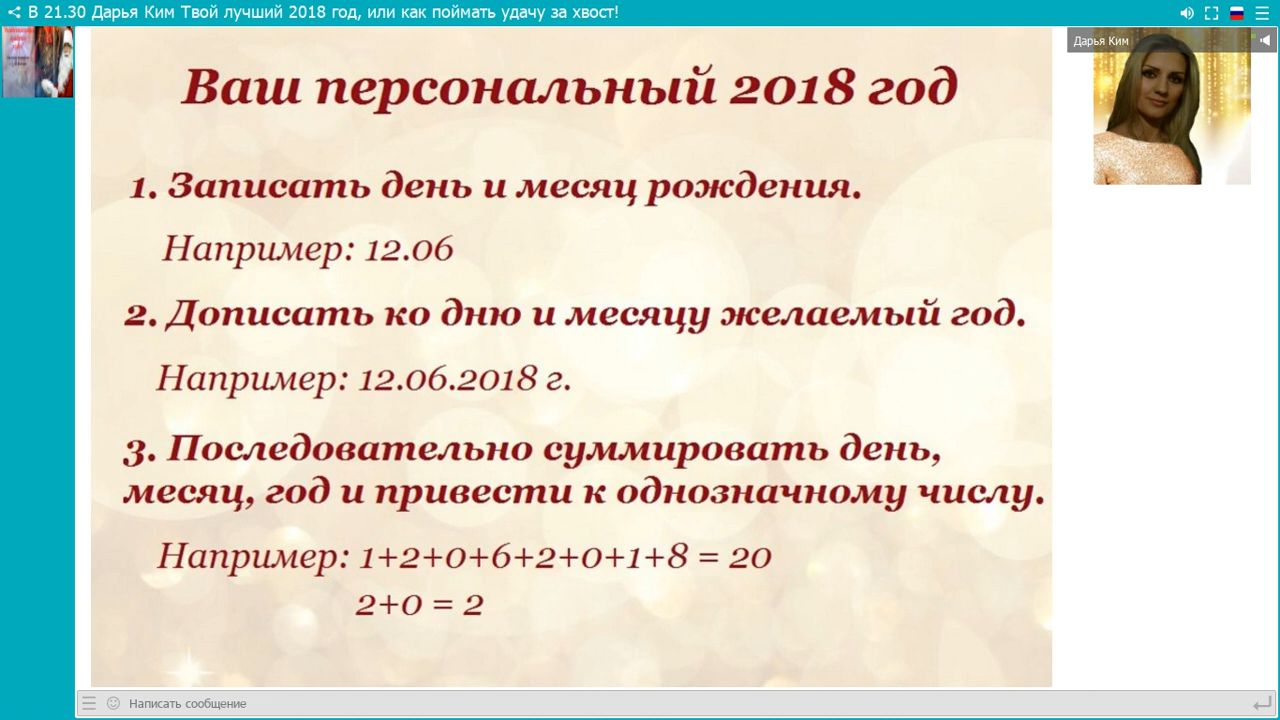 В 21.30 Дарья Ким Твой лучший 2018 год, или как поймать удачу за хвост!
Дарья Ким
Ваш персональный 2018 год
1. Записать день и месяц рождения.
Например: 12.06
2. Дописать ко дню и месяцу желаемый год.
Например: 12.06.2018 г.
3. Последовательно суммировать день,
месяц, год и привести к однозначному числу.
Например: 1+2+0+6+2+0+1+8 = 20
2+0 = 2
Написать сообщение